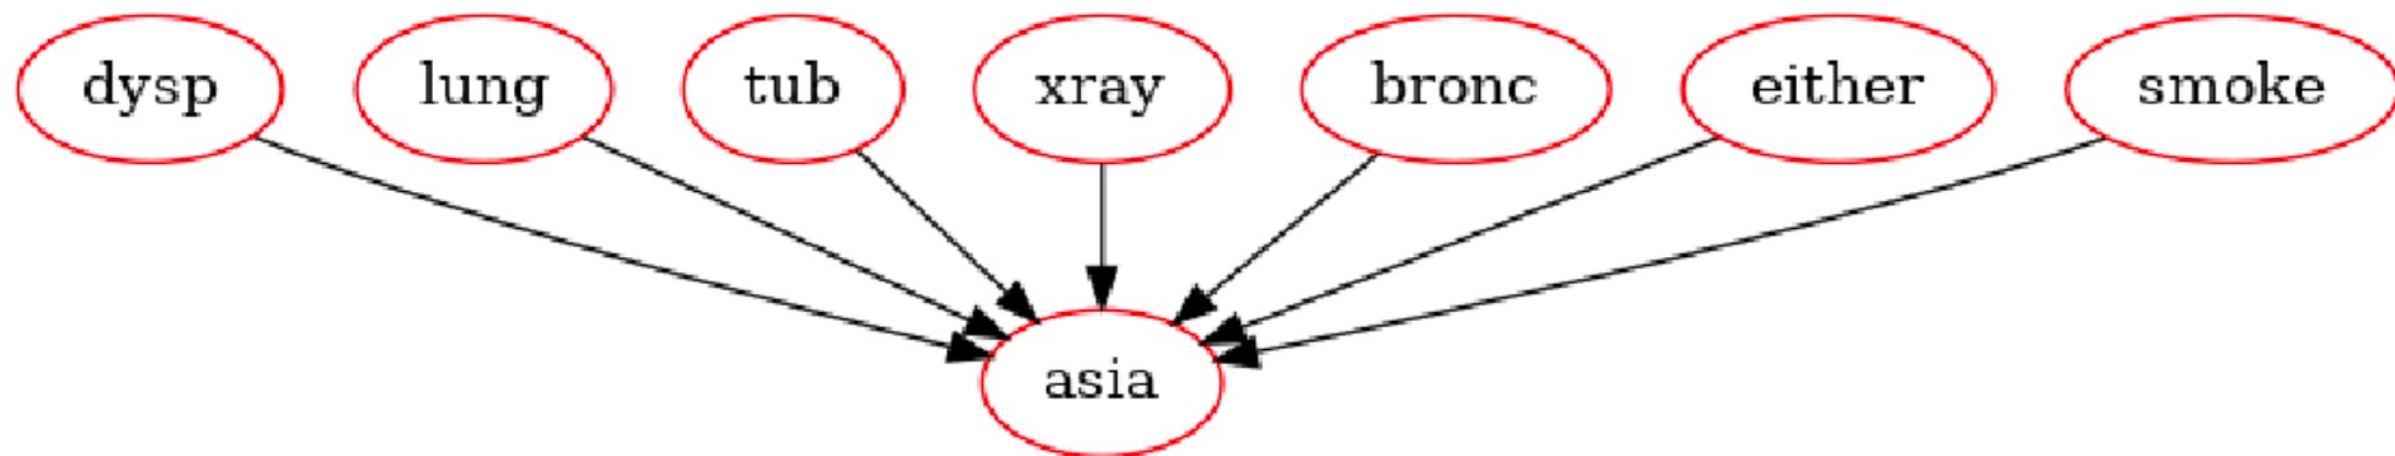 dysp lung tub xray bronc either smoke
asia